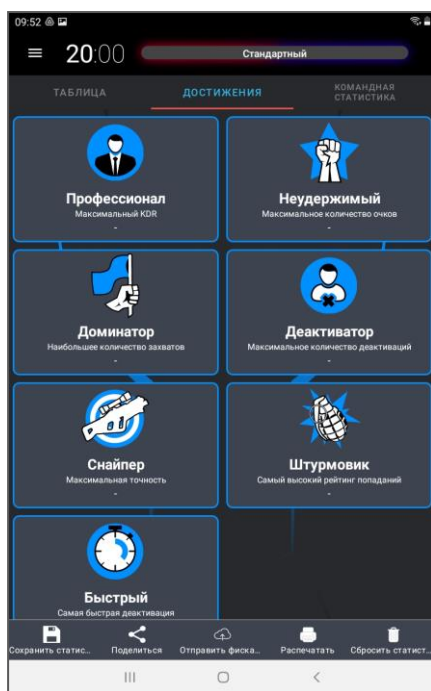 09:52
20:00
Стандартный
ТАБЛИЦА
ДОСТИЖЕНИЯ
КОМАНДНАЯ
СТАТИСТИКА
Профессионал
Максимальный KDR
-
Неудержимый
Максимальное количество очков
-
Доминатор
Наибольшее количество захватов
-
Деактиватор
Максимальное количество деактиваций
-
Снайпер
Максимальная точность
-
Штурмовик
Самый высокий рейтинг попаданий
-
Быстрый
Самая быстрая деактивация
Сохранить статис...
Поделиться
Отправить фиска...
Распечатать
Сбросить статист...